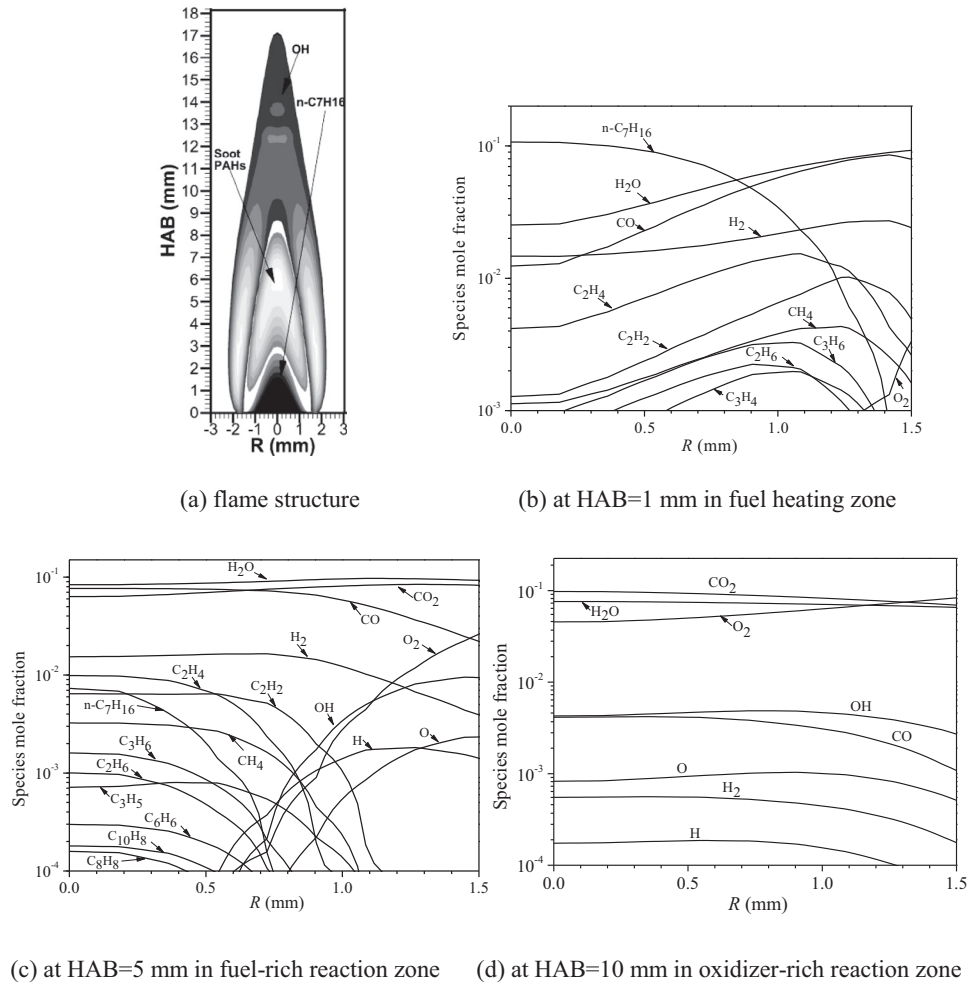 18
17
16
15
14
13
12
11
10
9
8
7
6
5
4
3
2
1
0
HAB (mm)
OH
n-C7H16
Soot
PAHs
-3 -2 -1 0 1 2 3
R (mm)
(a) flame structure
10⁻¹
10⁻²
10⁻³
Species mole fraction
n-C₇H₁₆
H₂O
CO
H₂
C₂H₄
C₂H₂
CH₄
C₃H₆
C₂H₆
C₃H₄
O₂
0.0 0.5 1.0 1.5
R (mm)
(b) at HAB=1 mm in fuel heating zone
10⁻¹
10⁻²
10⁻³
10⁻⁴
Species mole fraction
H₂O
CO₂
CO
H₂
O₂
C₂H₄
C₂H₂
n-C₇H₁₆
OH
C₃H₆
CH₄
H
O
C₂H₆
C₃H₅
C₆H₆
C₁₀H₈
C₈H₈
0.0 0.5 1.0 1.5
R (mm)
(c) at HAB=5 mm in fuel-rich reaction zone
10⁻¹
10⁻²
10⁻³
10⁻⁴
Species mole fraction
CO₂
H₂O
O₂
OH
CO
O
H₂
H
0.0 0.5 1.0 1.5
R (mm)
(d) at HAB=10 mm in oxidizer-rich reaction zone